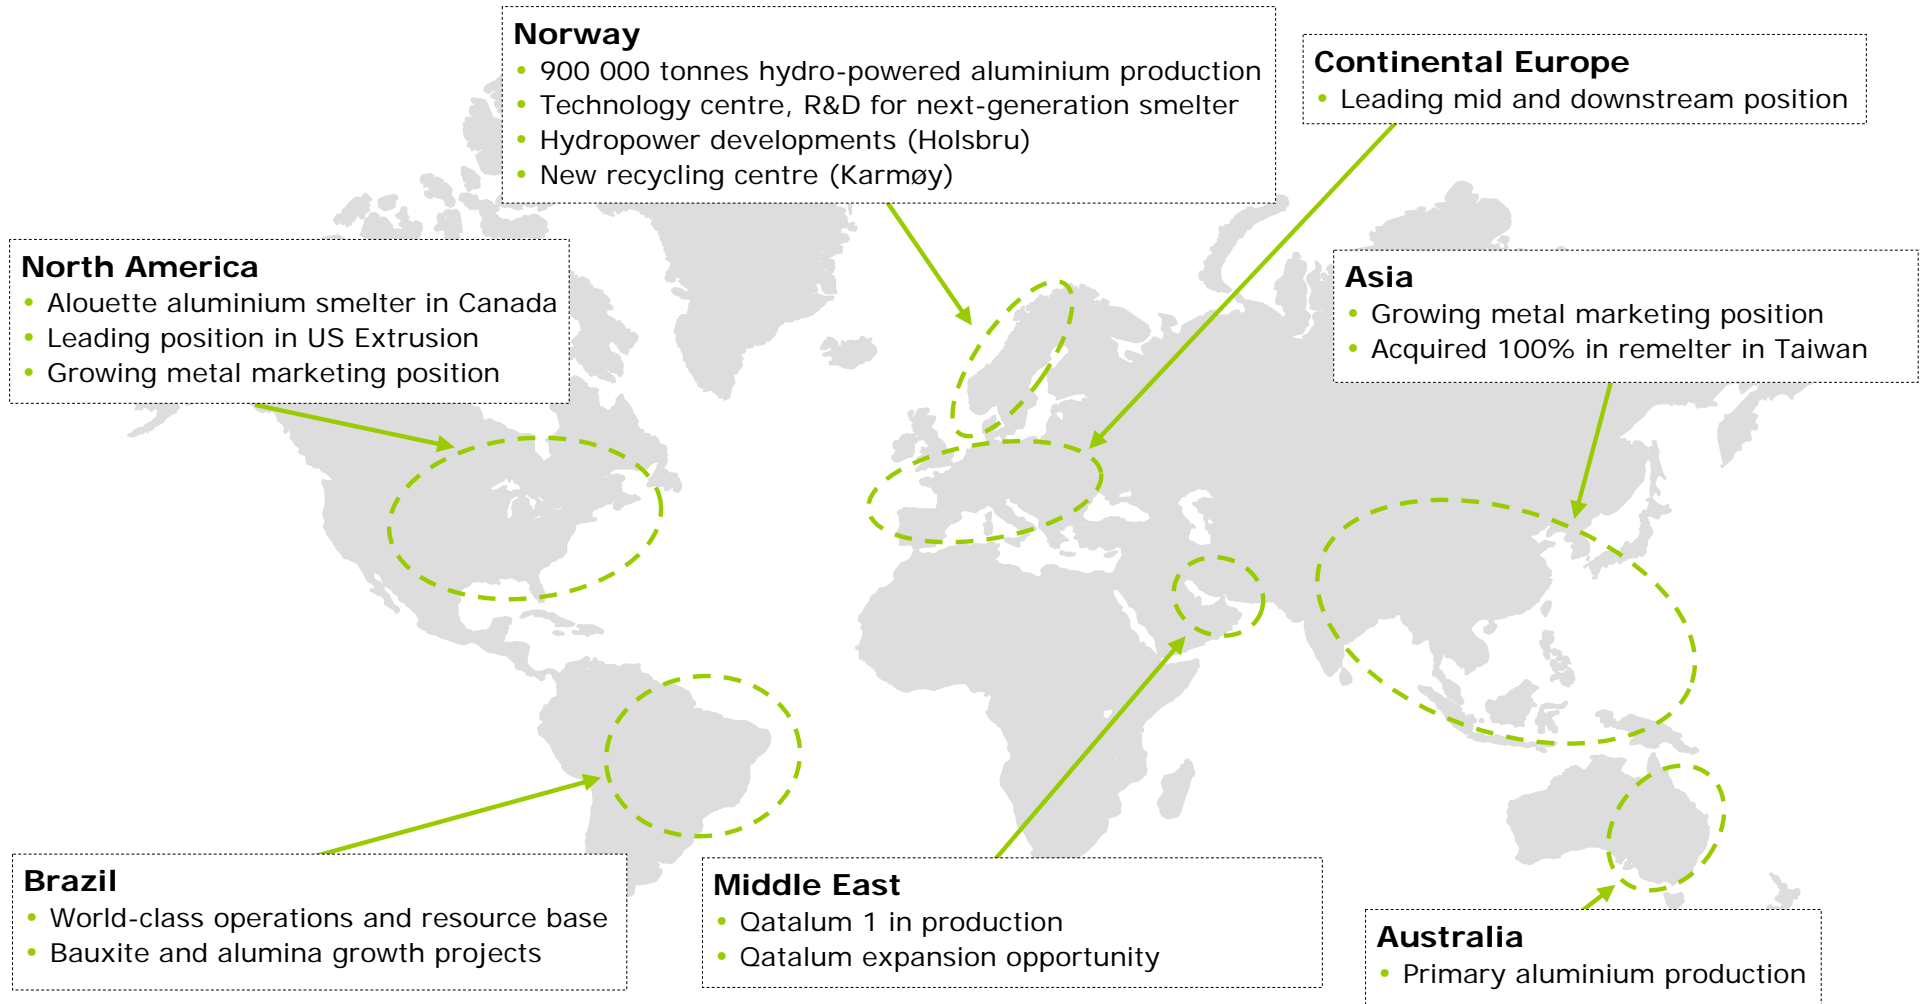 Norway
• 900 000 tonnes hydro-powered aluminium production
• Technology centre, R&D for next-generation smelter
• Hydropower developments (Holsbru)
• New recycling centre (Karmøy)
Continental Europe
• Leading mid and downstream position
North America
• Alouette aluminium smelter in Canada
• Leading position in US Extrusion
• Growing metal marketing position
Asia
• Growing metal marketing position
• Acquired 100% in remelter in Taiwan
Brazil
• World-class operations and resource base
• Bauxite and alumina growth projects
Middle East
• Qatalum 1 in production
• Qatalum expansion opportunity
Australia
• Primary aluminium production